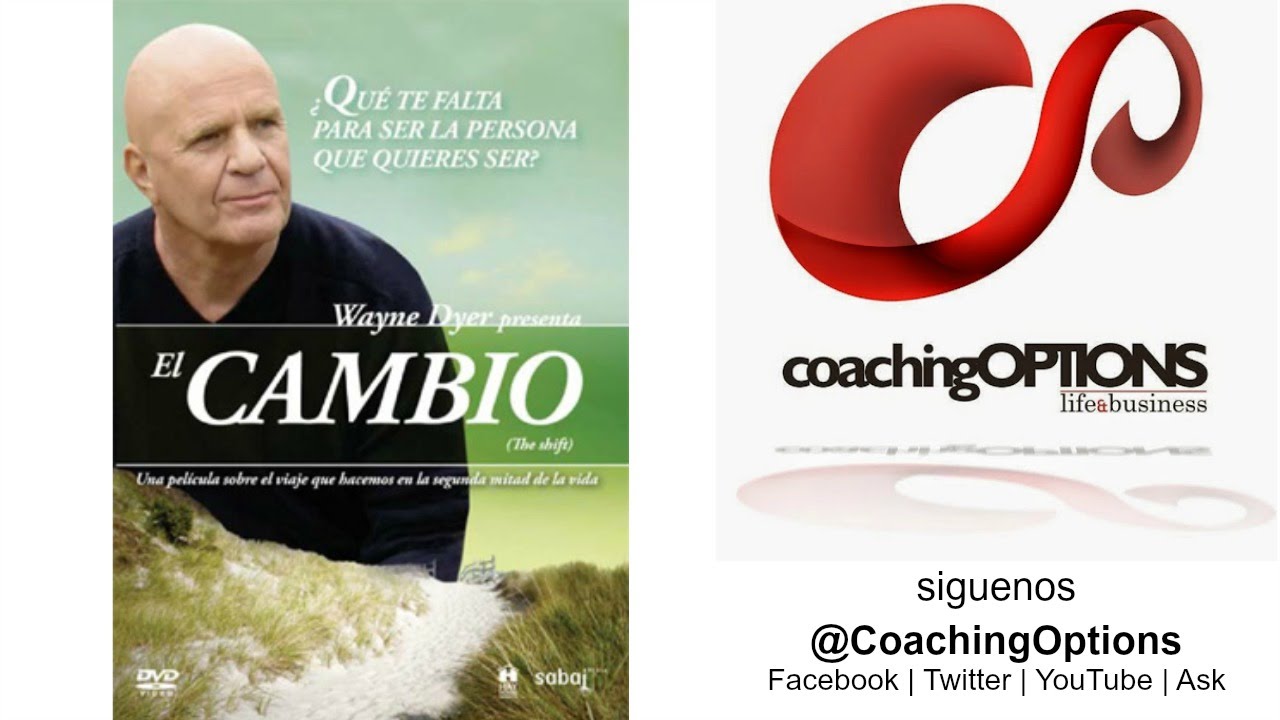 ¿QUÉ TE FALTA
PARA SER LA PERSONA
QUE QUIERES SER?
Wayne Dyer presenta
El CAMBIO
(The shift)
Una película sobre el viaje que hacemos en la segunda mitad de la vida
DVD
VIDEO
sabaj
coachingOPTIONS
life&business
siguenos
@CoachingOptions
Facebook | Twitter | YouTube | Ask